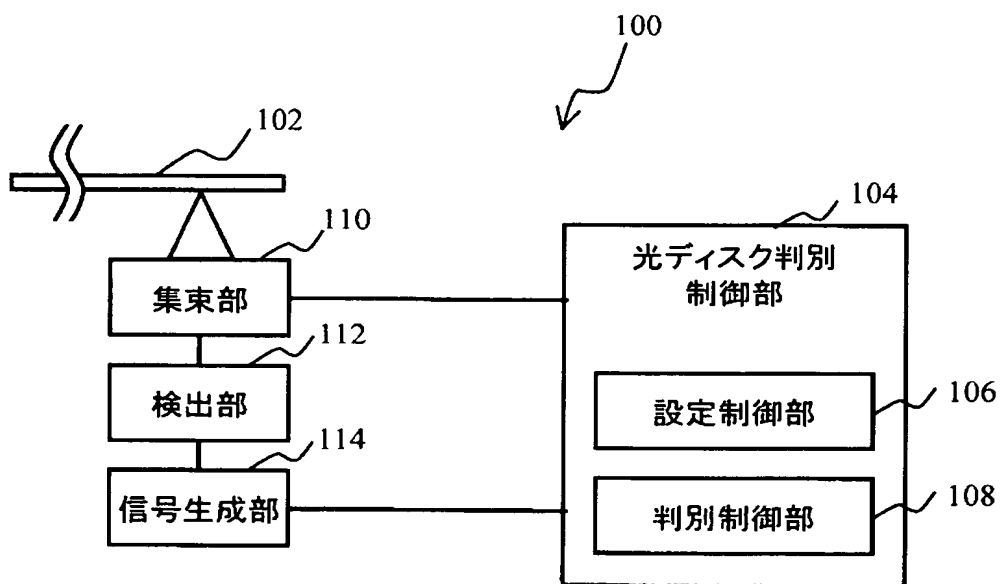 100
102
104
光ディスク判別
制御部
110
集束部
112
検出部
106
設定制御部
114
信号生成部
108
判別制御部